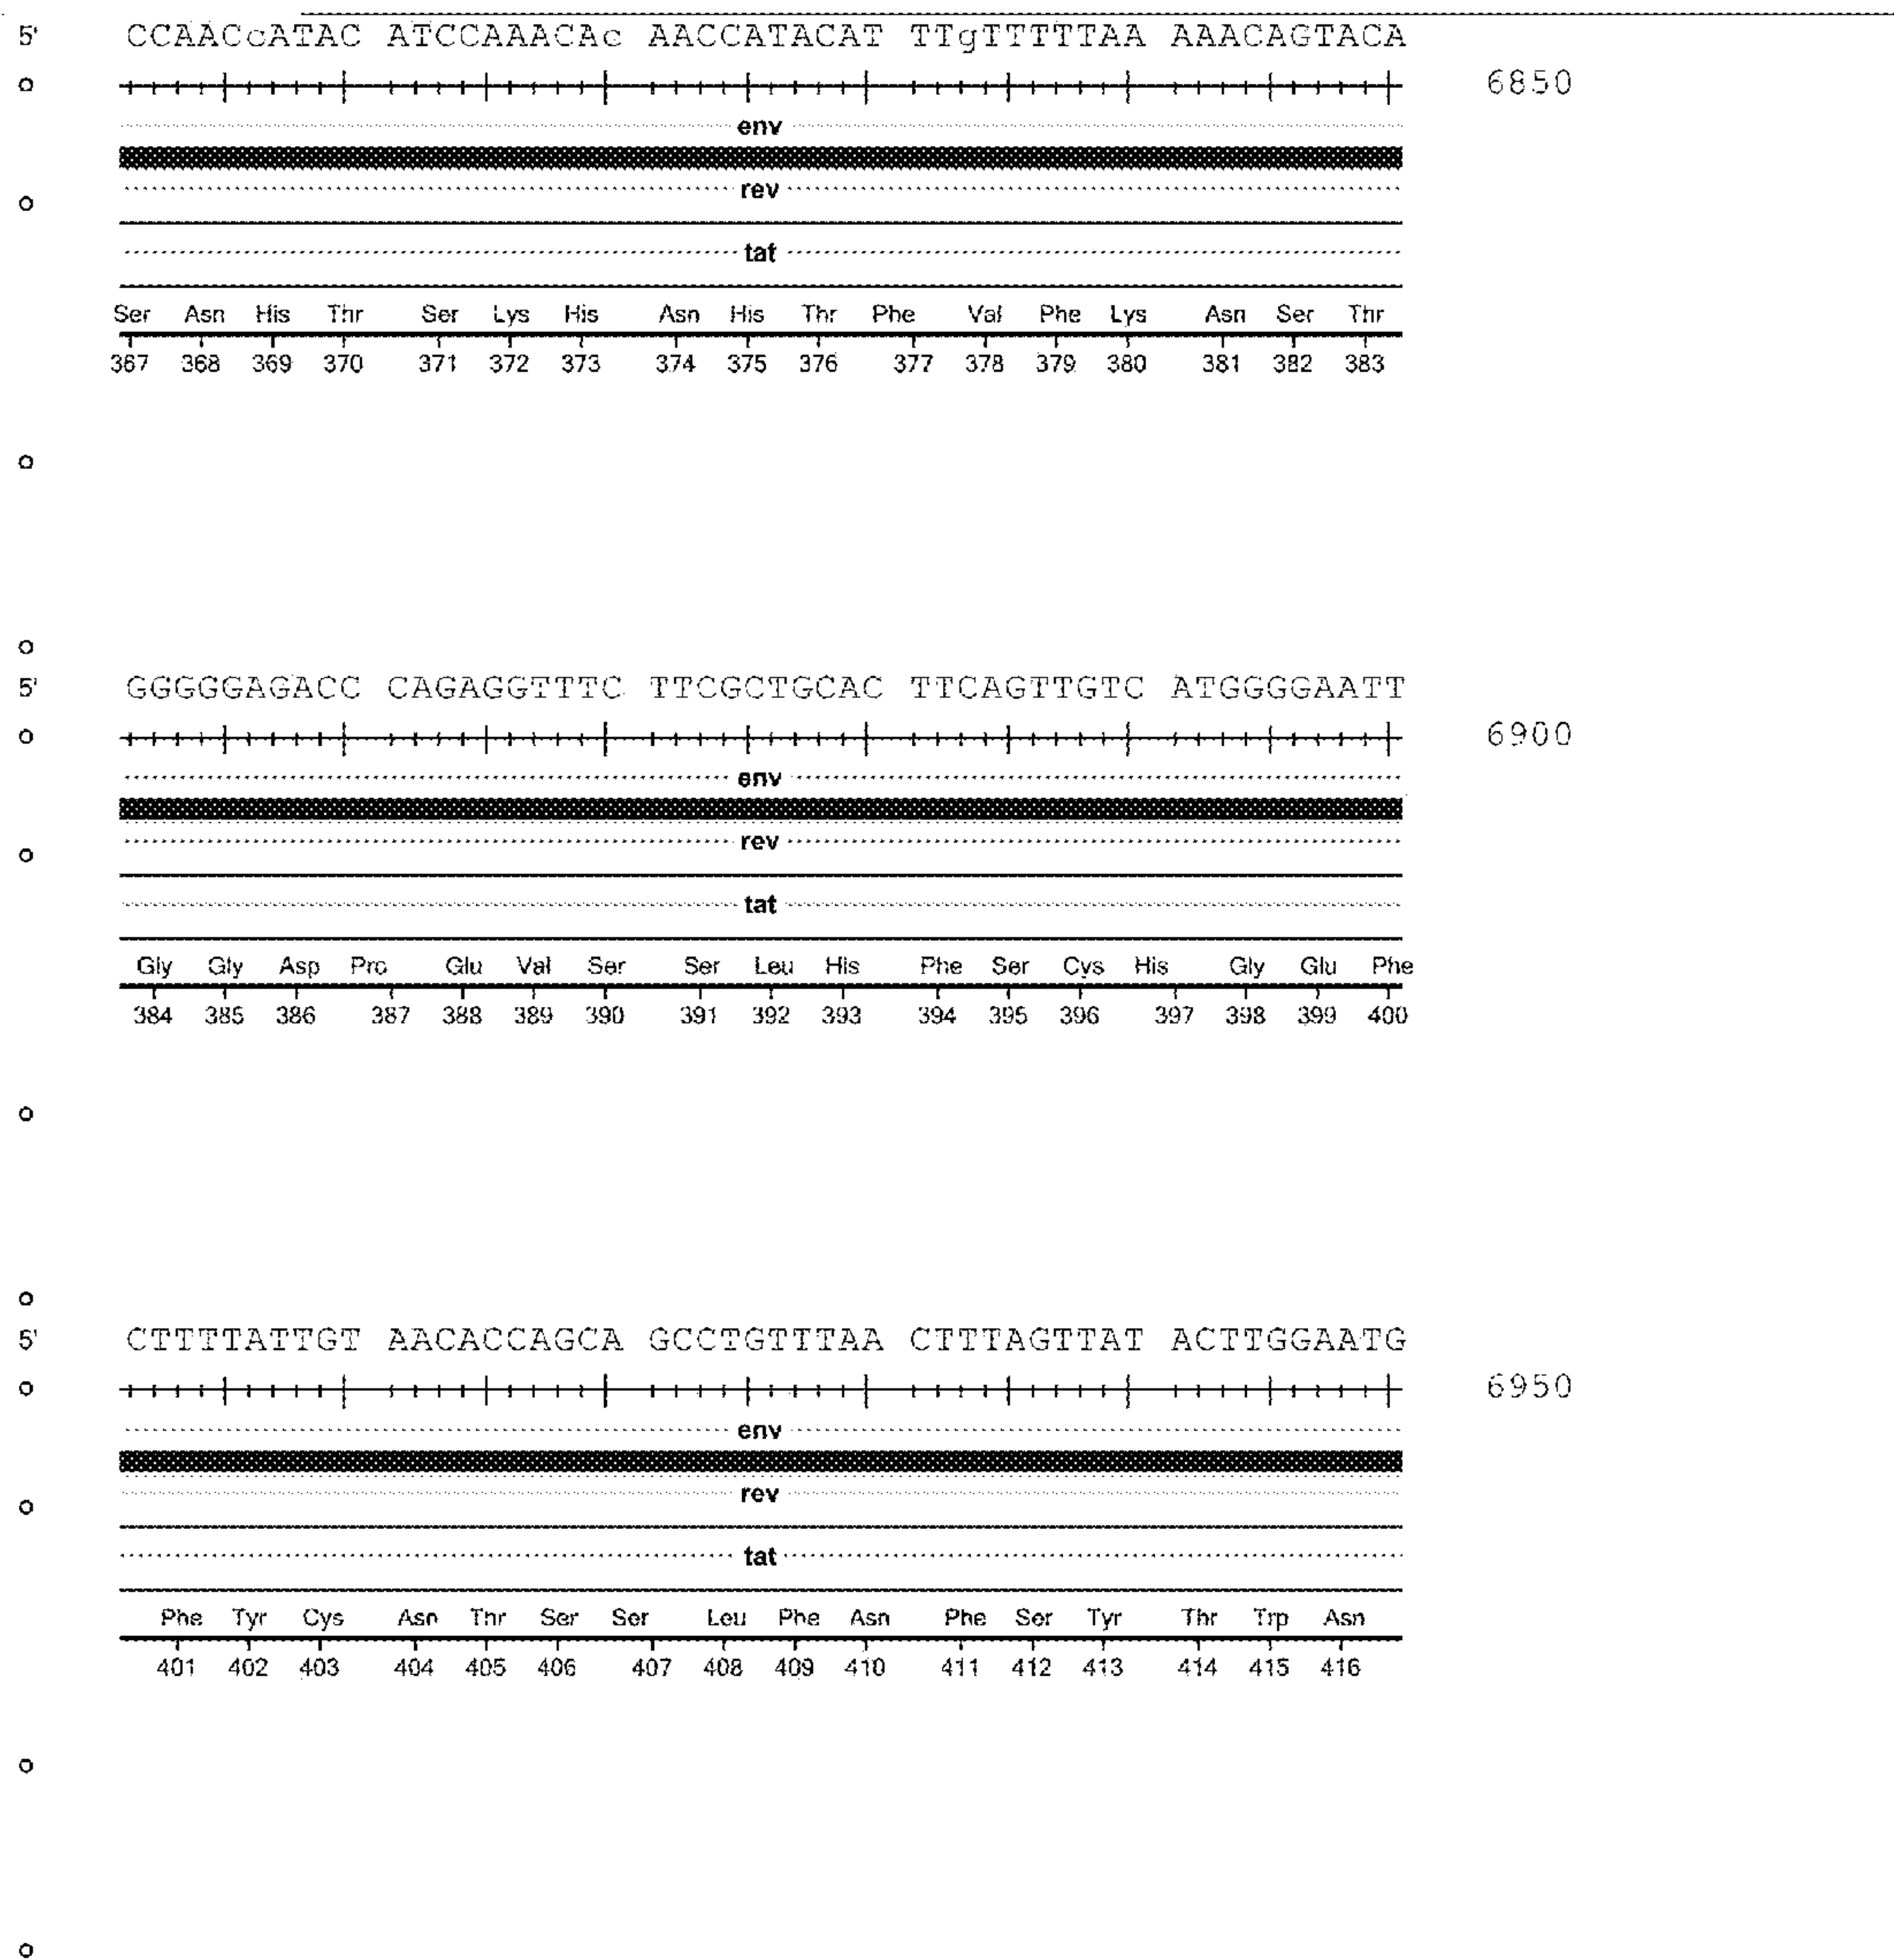 5' CCAACcATAC ATCCAAACAc AACCATACAT TTgTTTTTAA AAACAGTACA
6850
env
rev
tat
Ser Asn His Thr Ser Lys His Asn His Thr Phe Val Phe Lys Asn Ser Thr
367 368 369 370 371 372 373 374 375 376 377 378 379 380 381 382 383
5' GGGGGAGACC CAGAGGTTTC TTCGCTGCAC TTCAGTTGTC ATGGGGAATT
6900
env
rev
tat
Gly Gly Asp Pro Glu Val Ser Ser Leu His Phe Ser Cys His Gly Glu Phe
384 385 386 387 388 389 390 391 392 393 394 395 396 397 398 399 400
5' CTTTTATTGT AACACCAGCA GCCTGTTTAA CTTTAGTTAT ACTTGGAATG
6950
env
rev
tat
Phe Tyr Cys Asn Thr Ser Ser Leu Phe Asn Phe Ser Tyr Thr Trp Asn
401 402 403 404 405 406 407 408 409 410 411 412 413 414 415 416